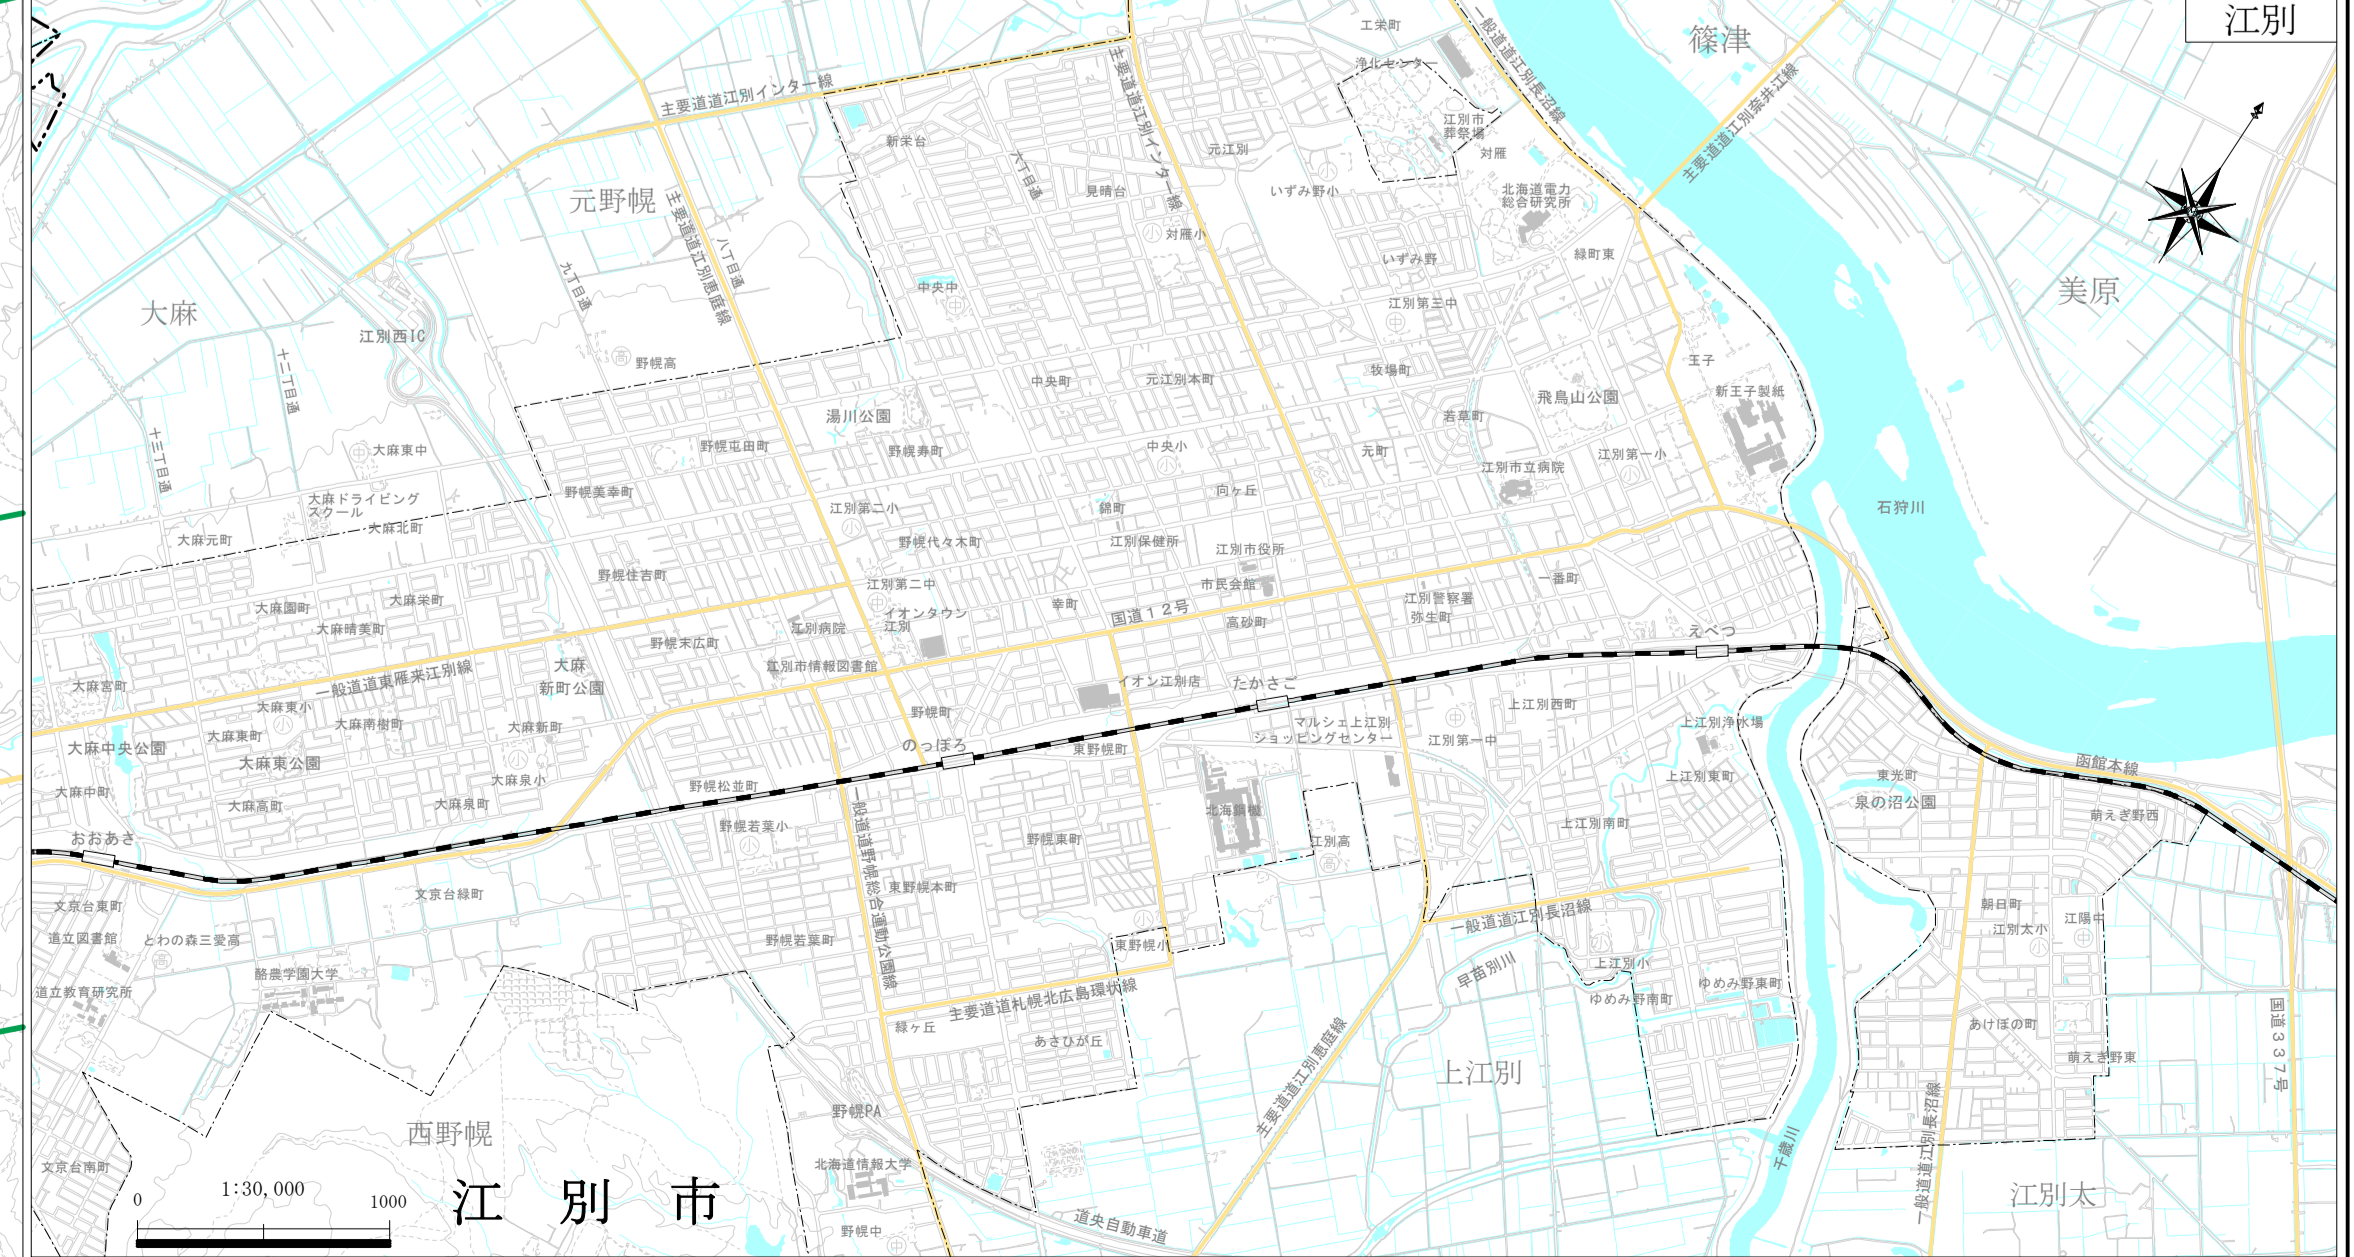 江別
工栄町
篠津
一般道道江別長沼線
浄化センター
主要道道江別インター線
主要道道江別インター線
主要道道江別奈井江線
江別市
葬祭場
新栄台
六丁目通
元江別
対雁
元野幌
見晴台
いずみ野小
北海道電力
総合研究所
主要道道江別恵庭線
八丁目通
対雁小
九丁目通
いずみ野
緑町東
中央中
江別第三中
美原
大麻
江別西IC
十二丁目通
野幌高
中央町
元江別本町
牧場町
王子
新王子製紙
湯川公園
若草町
飛鳥山公園
十三丁目通
大麻東中
野幌屯田町
野幌寿町
中央小
元町
江別市立病院
江別第一小
大麻ドライビング
スクール
野幌美幸町
江別第二小
錦町
向ヶ丘
石狩川
大麻元町
大麻北町
野幌代々木町
江別保健所
江別市役所
野幌住吉町
江別第二中
市民会館
一番町
大麻園町
大麻栄町
イオンタウン
江別
幸町
国道12号
江別警察署
弥生町
大麻晴美町
江別病院
高砂町
えべつ
野幌末広町
大麻
新町公園
江別市情報図書館
一般道道東雁来江別線
大麻宮町
イオン江別店
たかさご
大麻東小
大麻南樹町
大麻新町
野幌町
上江別西町
大麻東町
マルシェ上江別
ショッピングセンター
江別第一中
上江別浄水場
大麻中央公園
大麻東公園
のっぽろ
東野幌町
函館本線
大麻泉小
上江別東町
東光町
大麻中町
大麻高町
大麻泉町
野幌松並町
泉の沼公園
北海鋼機
萌えぎ野西
おおあさ
野幌若葉小
一般道道野幌総合運動公園線
野幌東町
江別高
上江別南町
文京台東町
文京台緑町
東野幌本町
朝日町
江陽中
江別太小
一般道道江別長沼線
道立図書館
とわの森三愛高
野幌若葉町
東野幌小
酪農学園大学
早苗別川
上江別小
道立教育研究所
ゆめみ野南町
ゆめみ野東町
主要道道札幌北広島環状線
緑ヶ丘
あさひが丘
あけぼの町
国道337号
萌えぎ野東
主要道道江別恵庭線
上江別
西野幌
野幌PA
一般道道江別長沼線
千歳川
文京台南町
北海道情報大学
江別太
0
1:30,000
1000
江別市
道央自動車道
野幌中